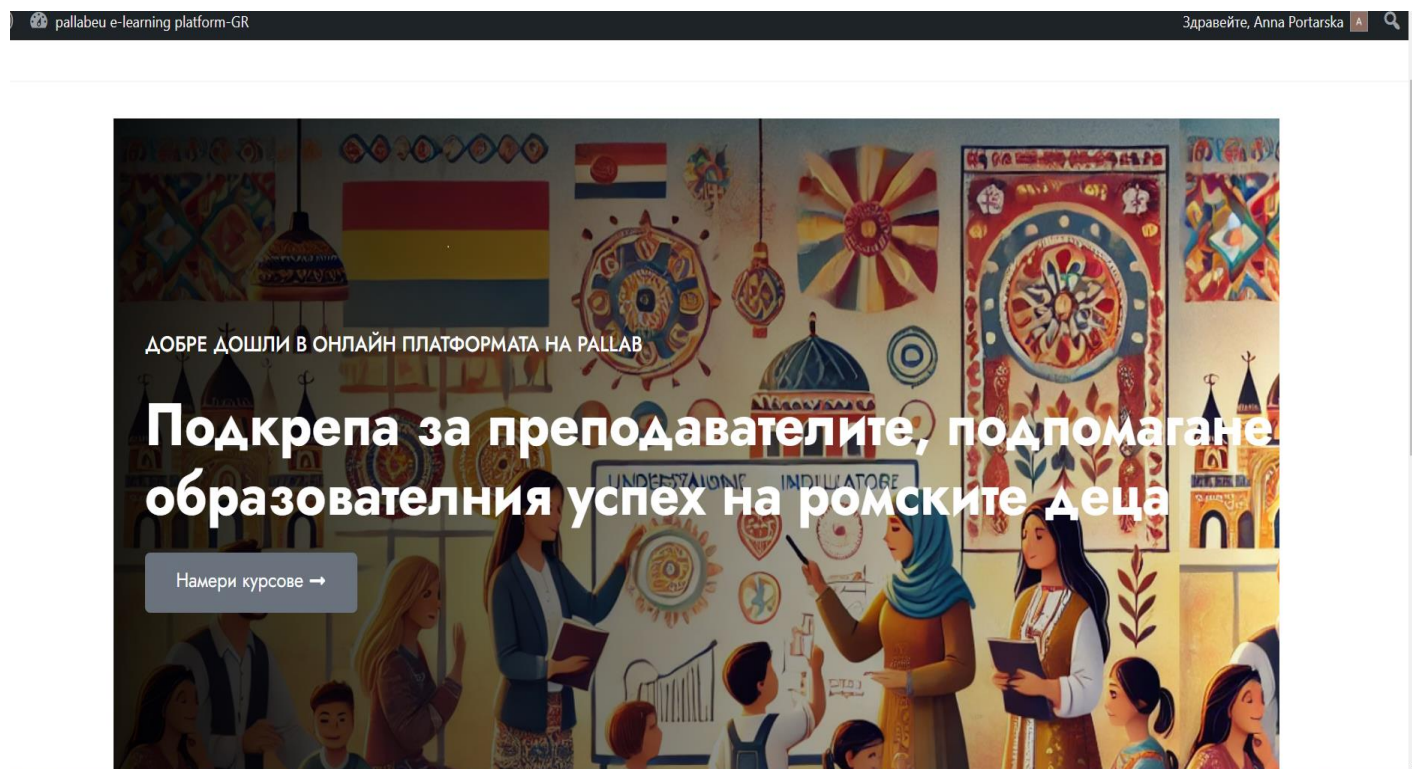 pallabeu e-learning platform-GR
Здравейте, Anna Portarska
ДОБРЕ ДОШЛИ В ОНЛАЙН ПЛАТФОРМАТА НА PALLAB
Подкрепа за преподавателите, подпомагане
образователния успех на ромските деца
Намери курсове →